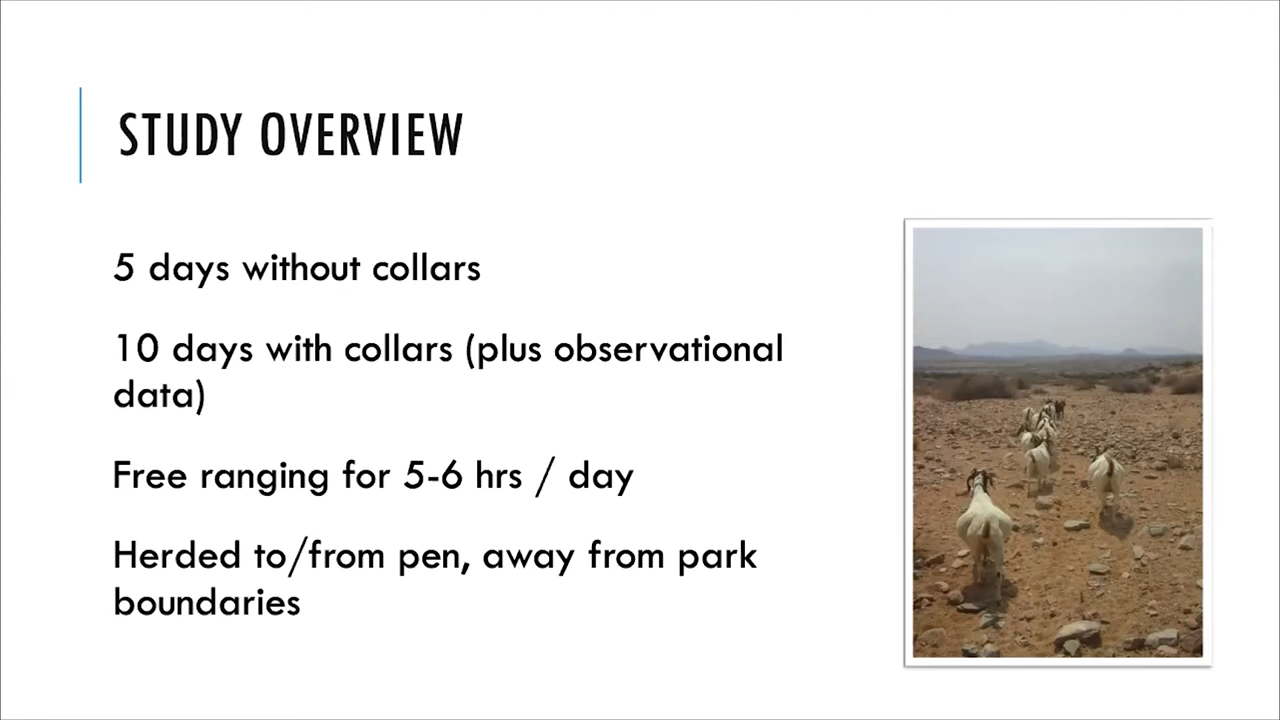 STUDY OVERVIEW
5 days without collars
10 days with collars (plus observational
data)
Free ranging for 5-6 hrs / day
Herded to/from pen, away from park
boundaries